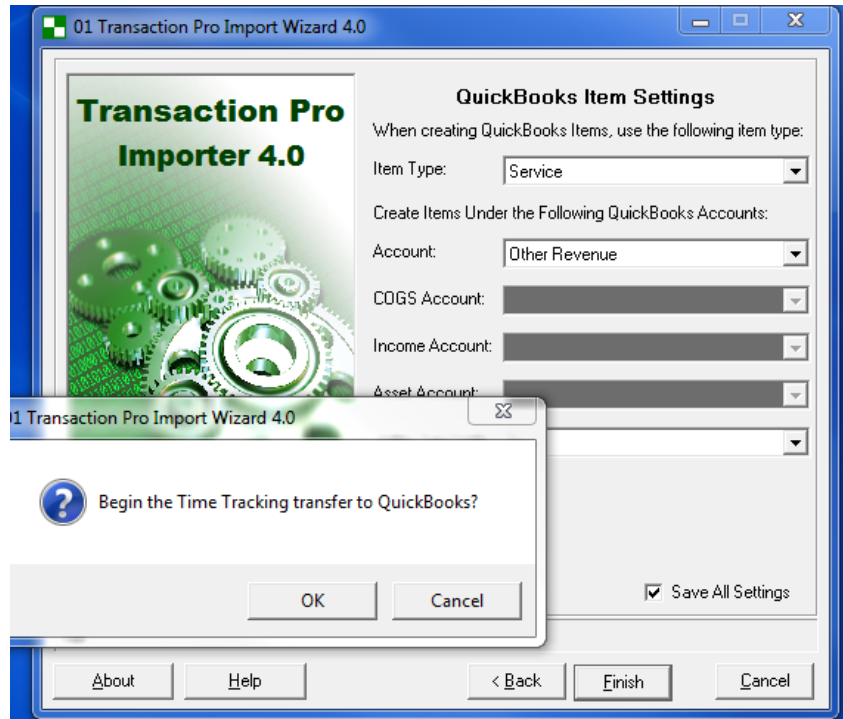 01 Transaction Pro Import Wizard 4.0
Transaction Pro
Importer 4.0
QuickBooks Item Settings
When creating QuickBooks Items, use the following item type:
Item Type: Service
Create Items Under the Following QuickBooks Accounts:
Account: Other Revenue
COGS Account:
Income Account:
Asset Account:
01 Transaction Pro Import Wizard 4.0
Begin the Time Tracking transfer to QuickBooks?
OK Cancel
Save All Settings
About Help < Back Finish Cancel